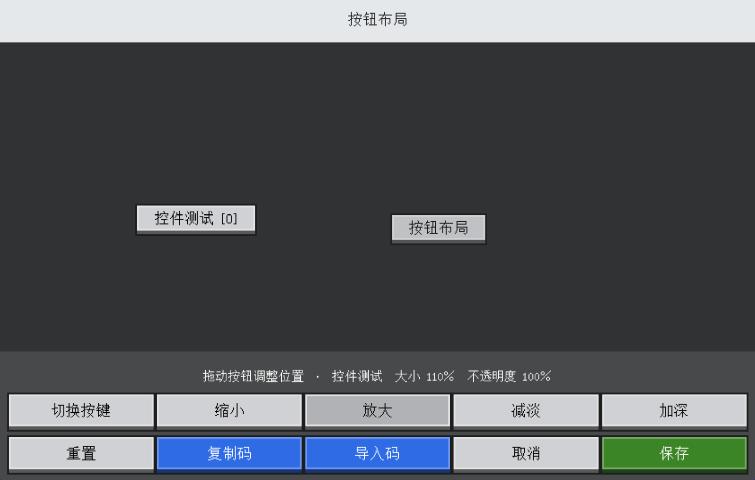 按钮布局
控件测试 [0]
按钮布局
拖动按钮调整位置 · 控件测试 大小 110% 不透明度 100%
切换按键 缩小 放大 减淡 加深
重置 复制码 导入码 取消 保存